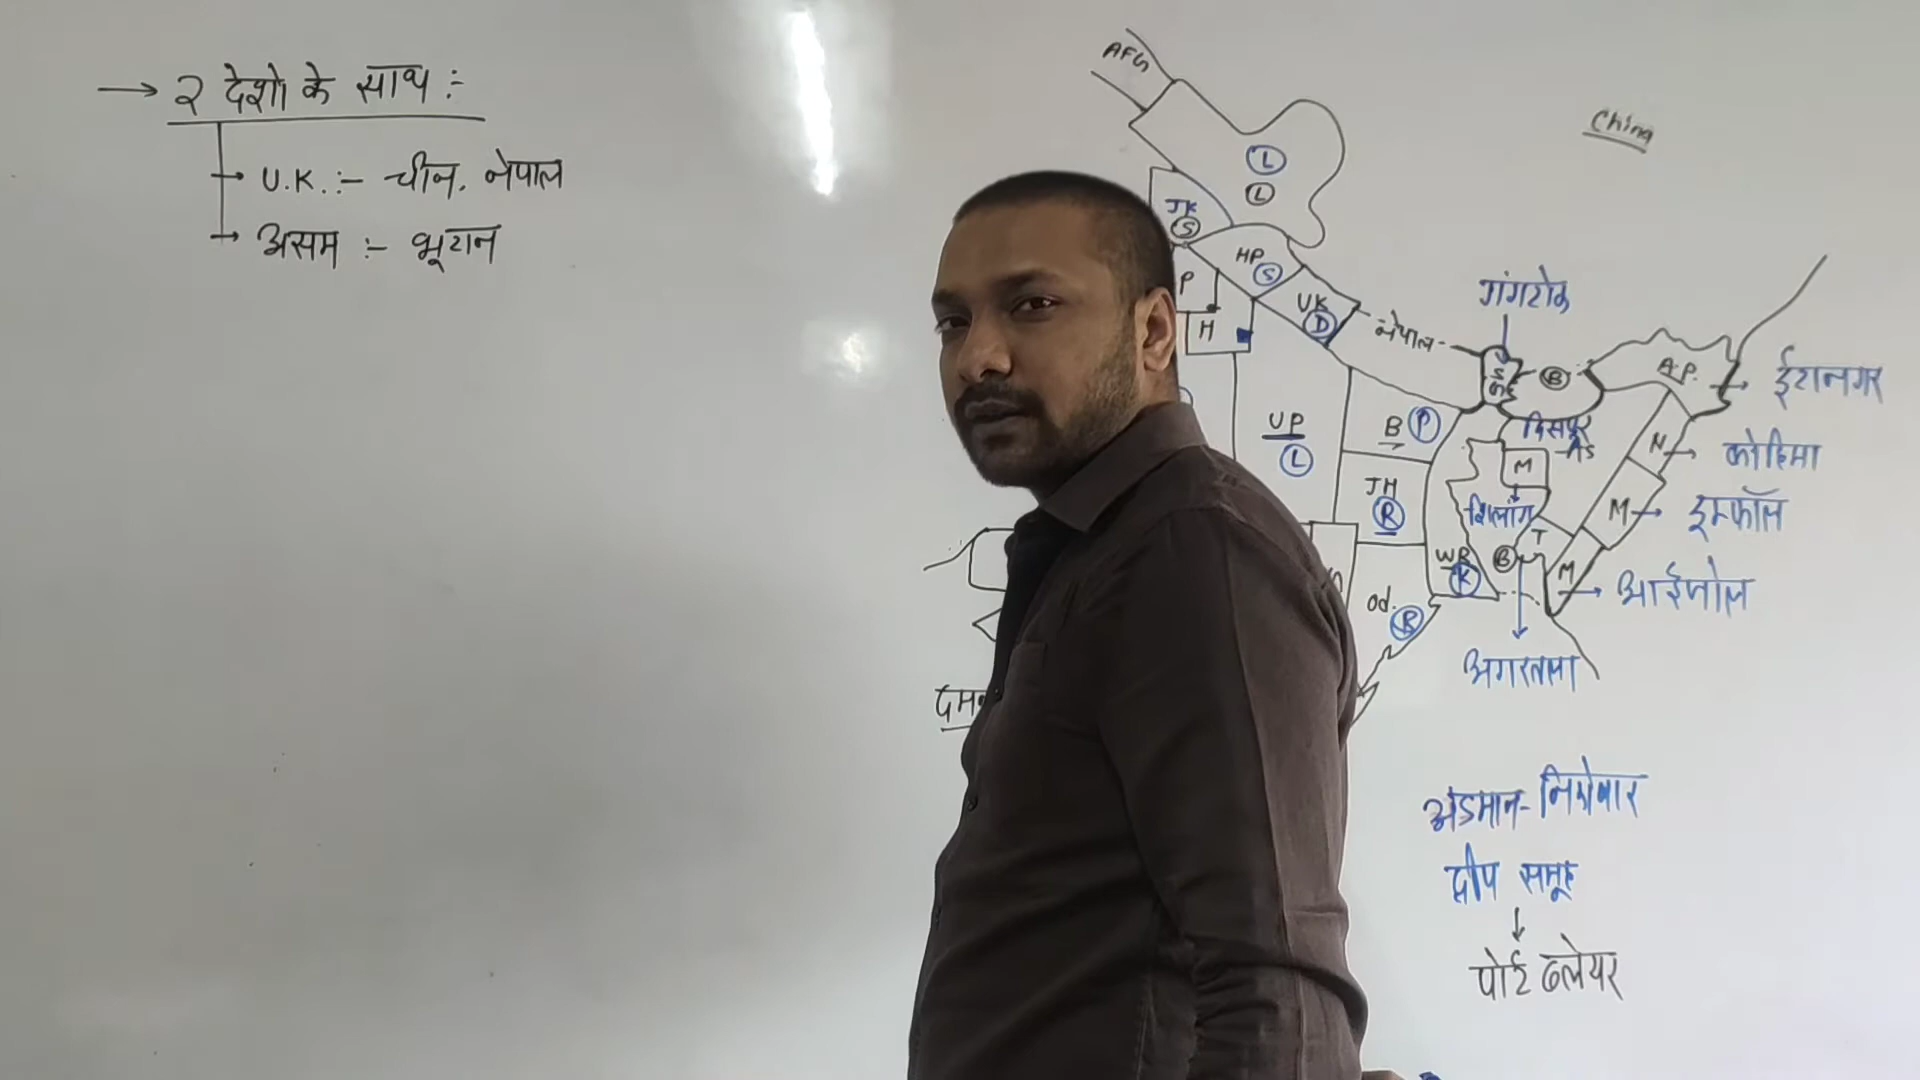 → २ देशो के साथ :-
→ U.K. :- चीन, नेपाल
→ असम :- भूटान
AFG
China
L
L
JK
S
HP
S
P
H
UK
D
नेपाल
गंगटोक
B
A.P. → ईटानगर
UP
L
B
P
दिसपुर
AS
M
N → कोहिमा
JH
R
शिलांग
M → इम्फॉल
T
WB
K
B
M → आईजोल
Od.
R
अगरतला
दमन
अंडमान-निकोबार
द्वीप समूह
↓
पोर्ट ब्लेयर